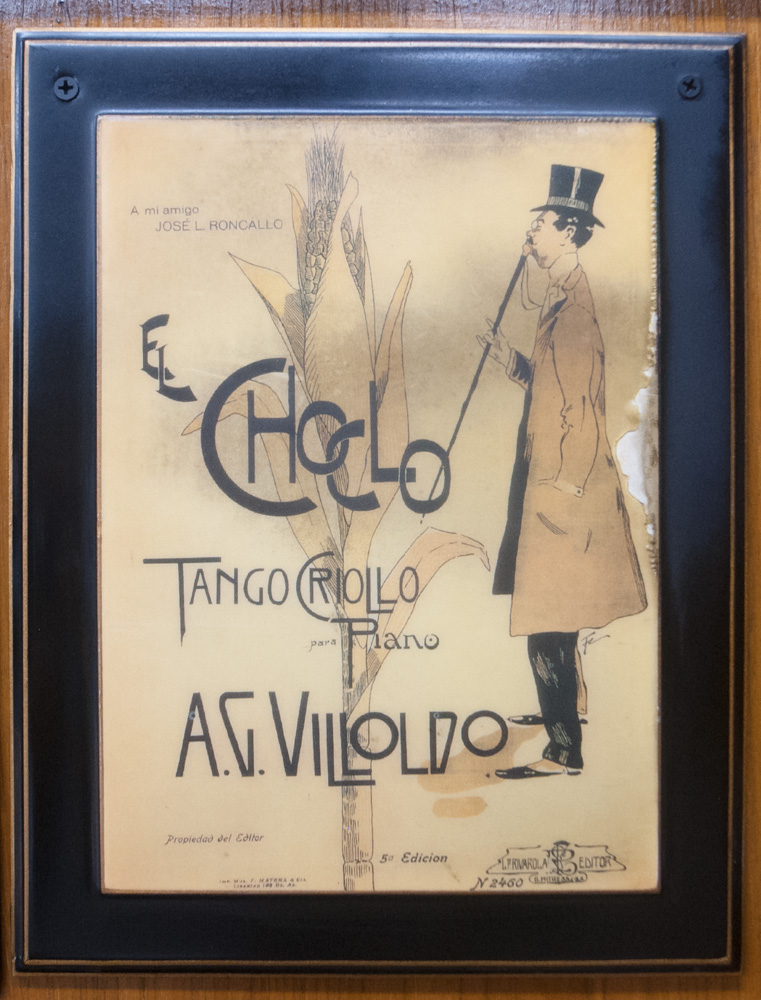 A mi amigo
JOSÉ L. RONCALLO
EL
CHOCLO
TANGO CRIOLLO
para Piano
A.G. VILLOLDO
Propiedad del Editor
5a Edicion
L. F. RIVAROLA EDITOR
N 2460